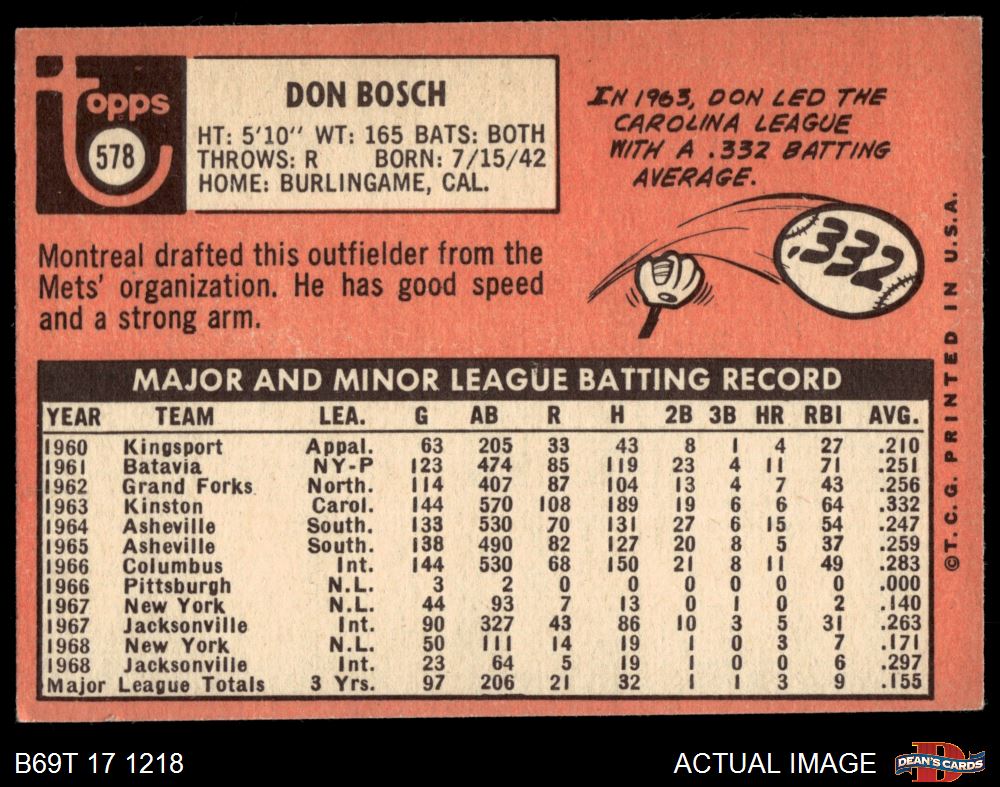 Topps
578
DON BOSCH
HT: 5'10" WT: 165 BATS: BOTH
THROWS: R BORN: 7/15/42
HOME: BURLINGAME, CAL.
IN 1963, DON LED THE
CAROLINA LEAGUE
WITH A .332 BATTING
AVERAGE.
.332
Montreal drafted this outfielder from the
Mets' organization. He has good speed
and a strong arm.
MAJOR AND MINOR LEAGUE BATTING RECORD
YEAR TEAM LEA. G AB R H 2B 3B HR RBI AVG.
1960 Kingsport Appal. 63 205 33 43 8 1 4 27 .210
1961 Batavia NY-P 123 474 85 119 23 4 11 71 .251
1962 Grand Forks North. 114 407 87 104 13 4 7 43 .256
1963 Kinston Carol. 144 570 108 189 19 6 6 64 .332
1964 Asheville South. 133 530 70 131 27 6 15 54 .247
1965 Asheville South. 138 490 82 127 20 8 5 37 .259
1966 Columbus Int. 144 530 68 150 21 8 11 49 .283
1966 Pittsburgh N.L. 3 2 0 0 0 0 0 0 .000
1967 New York N.L. 44 93 7 13 0 1 0 2 .140
1967 Jacksonville Int. 90 327 43 86 10 3 5 31 .263
1968 New York N.L. 50 111 14 19 1 0 3 7 .171
1968 Jacksonville Int. 23 64 5 19 1 0 0 6 .297
Major League Totals 3 Yrs. 97 206 21 32 1 1 3 9 .155
© T. C. G. PRINTED IN U.S.A.
B69T 17 1218
ACTUAL IMAGE
DEAN'S CARDS